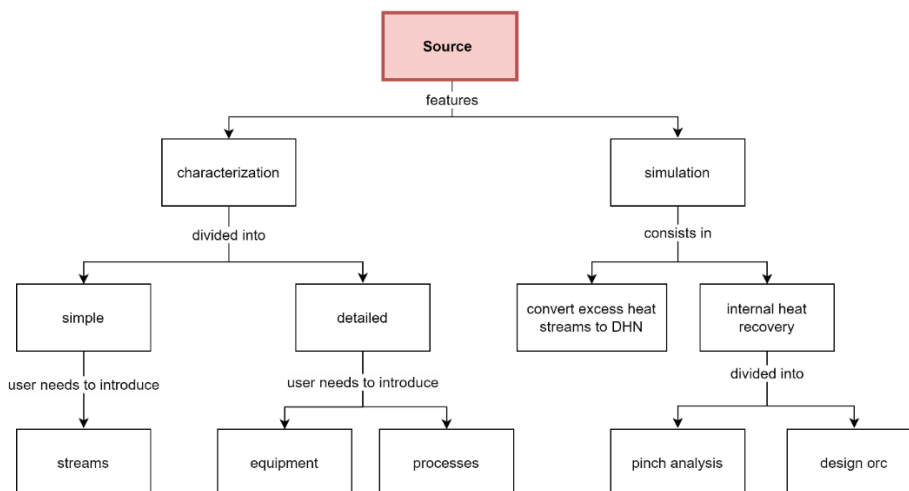 Source
features
characterization
simulation
divided into
consists in
simple
detailed
convert excess heat
streams to DHN
internal heat
recovery
user needs to introduce
user needs to introduce
divided into
streams
equipment
processes
pinch analysis
design orc